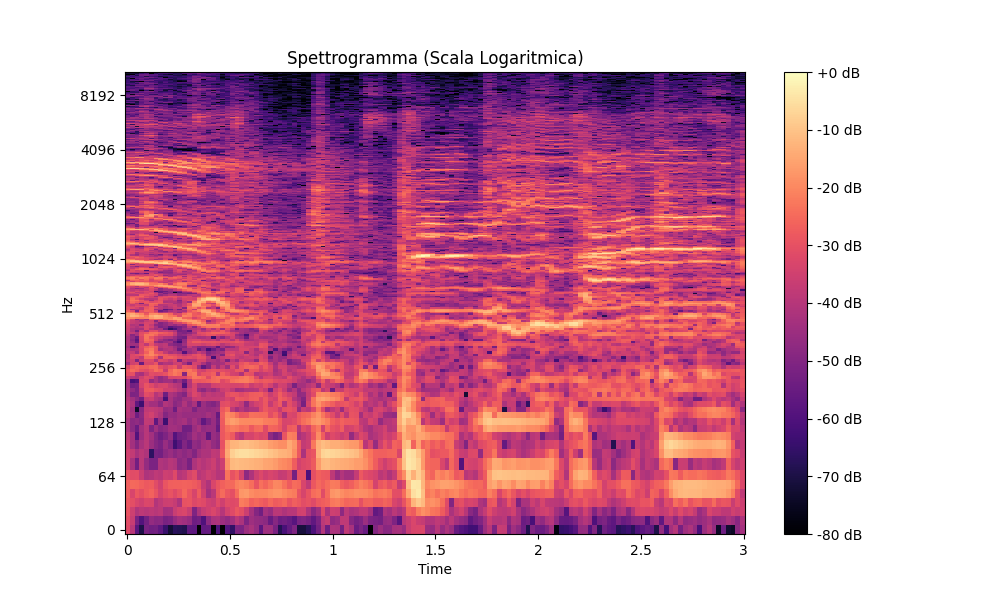 Spettrogramma (Scala Logaritmica)
Hz
8192
4096
2048
1024
512
256
128
64
0
0
0.5
1
1.5
2
2.5
3
Time
+0 dB
-10 dB
-20 dB
-30 dB
-40 dB
-50 dB
-60 dB
-70 dB
-80 dB